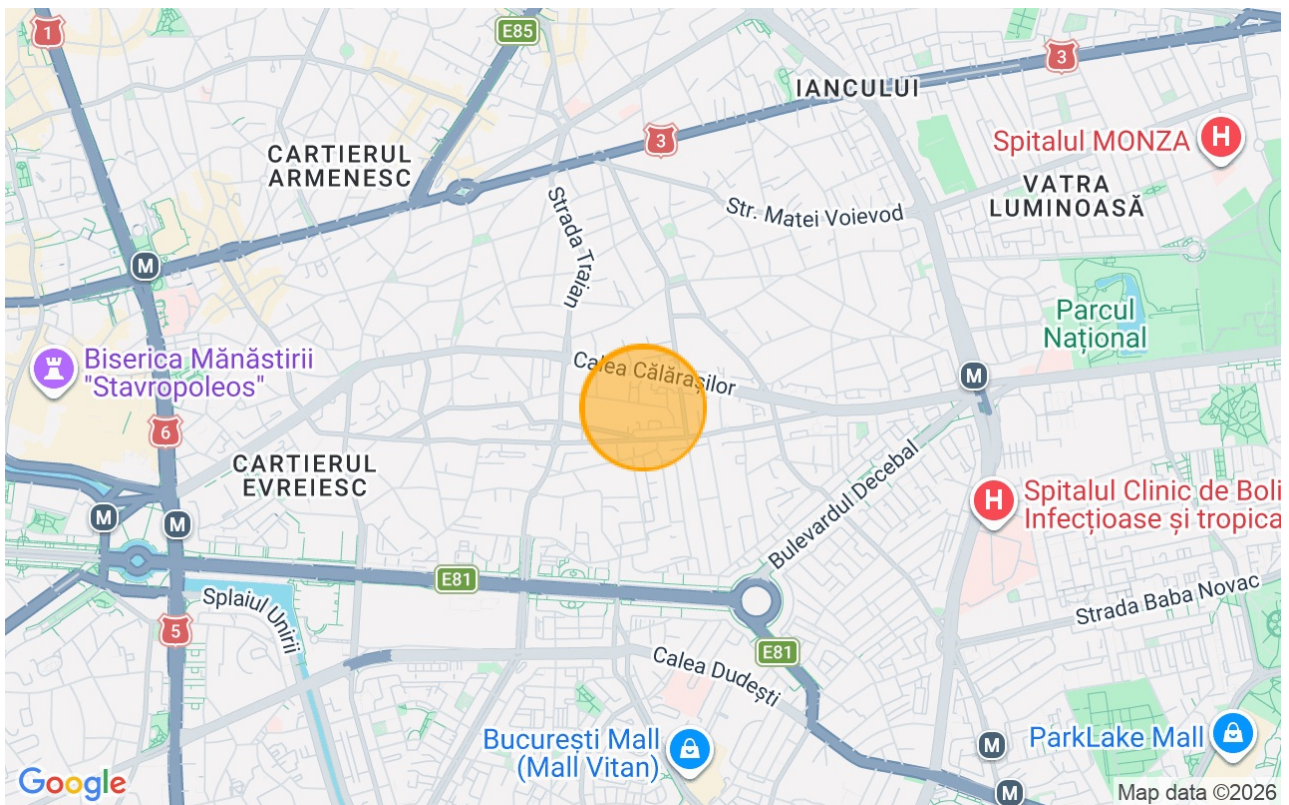 1
E85
3
IANCULUI
3
Spitalul MONZA
H
CARTIERUL
ARMENESC
VATRA
LUMINOASĂ
Str. Matei Voievod
Strada Traian
M
Parcul
Național
Biserica Mănăstirii
"Stavropoleos"
Calea Călărașilor
M
6
CARTIERUL
EVREIESC
Bulevardul Decebal
H
Spitalul Clinic de Boli
Infecțioase și tropica
M
M
E81
Splaiul Unirii
Strada Baba Novac
5
E81
Calea Dudești
București Mall
(Mall Vitan)
M
ParkLake Mall
Google
M
Map data ©2026